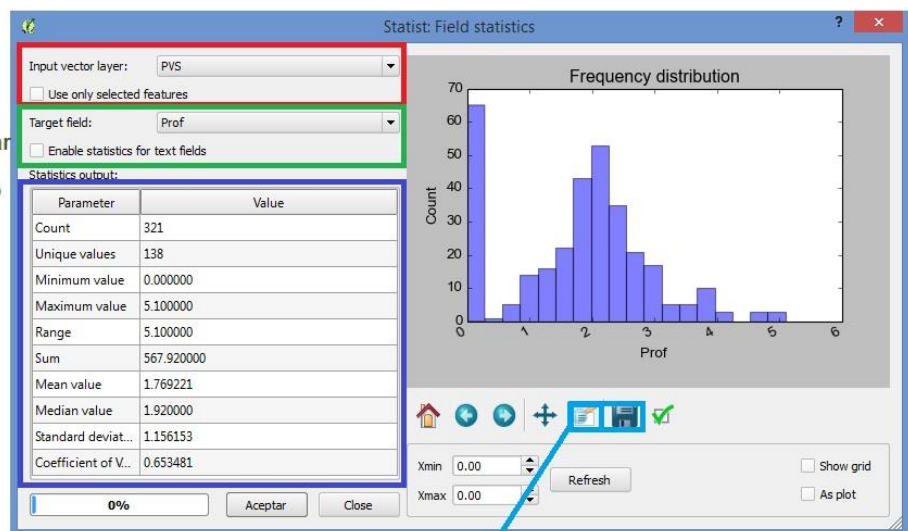 Statist: Field statistics
?
×
Input vector layer: PVS
Use only selected features
Target field: Prof
Enable statistics for text fields
Statistics output:
Parameter Value
Count 321
Unique values 138
Minimum value 0.000000
Maximum value 5.100000
Range 5.100000
Sum 567.920000
Mean value 1.769221
Median value 1.920000
Standard deviat... 1.156153
Coefficient of V... 0.653481
0%
Aceptar
Close
Frequency distribution
Count
70
60
50
40
30
20
10
0
0 1 2 3 4 5 6
Prof
Xmin 0.00
Xmax 0.00
Refresh
Show grid
As plot